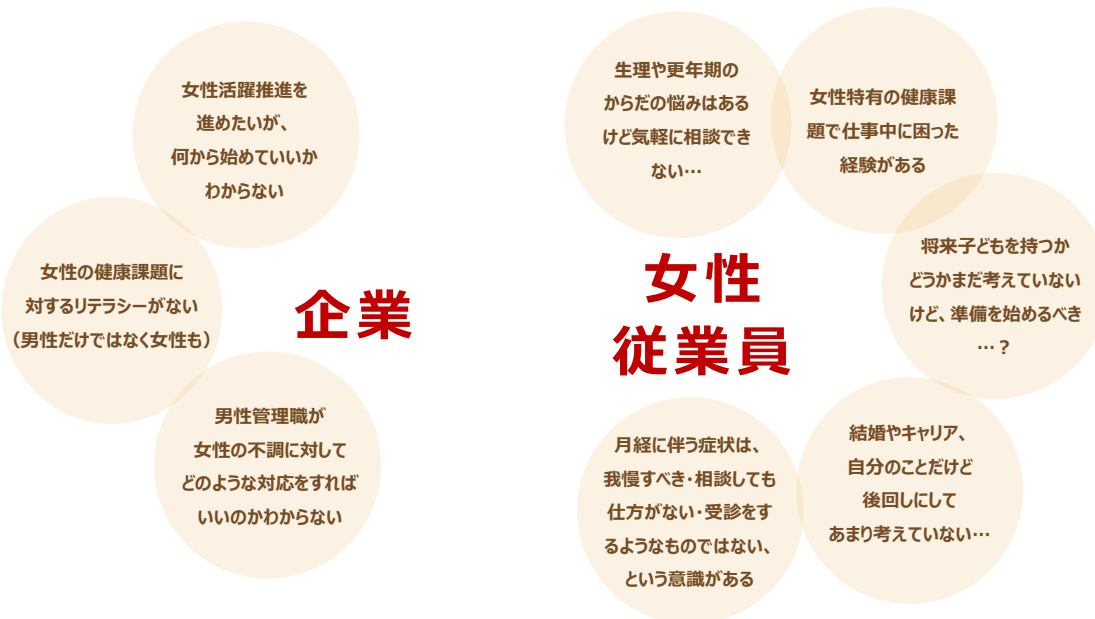 女性活躍推進を
進めたいが、
何から始めていいか
わからない
女性の健康課題に
対するリテラシーがない
（男性だけではなく女性も）
男性管理職が
女性の不調に対して
どのような対応をすれば
いいのかわからない
企業
生理や更年期の
からだの悩みはある
けど気軽に相談でき
ない…
女性特有の健康課
題で仕事中に困った
経験がある
将来子どもを持つか
どうかまだ考えていない
けど、準備を始めるべき
…？
女性
従業員
月経に伴う症状は、
我慢すべき・相談しても
仕方がない・受診をす
るようなものではない、
という意識がある
結婚やキャリア、
自分のことだけど
後回しにして
あまり考えていない…